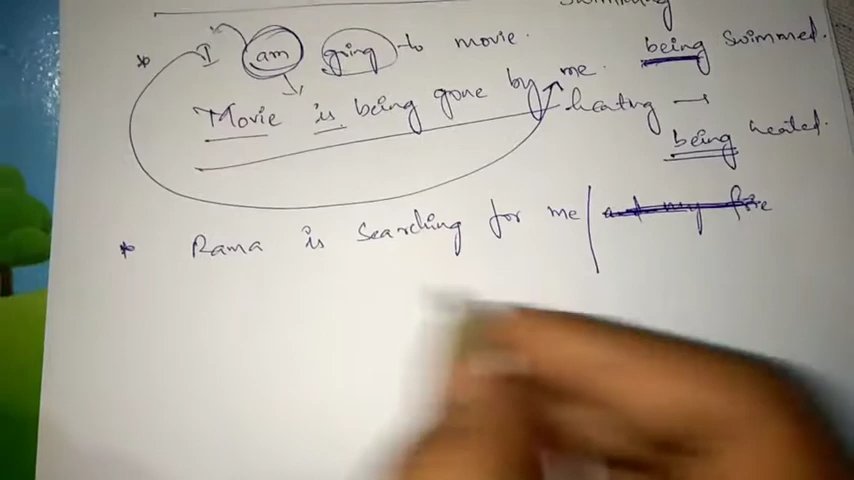 Swimming
* I am going to movie.
being swimmed.
Movie is being gone by me.
heating →
being heated.
* Rama is searching for me